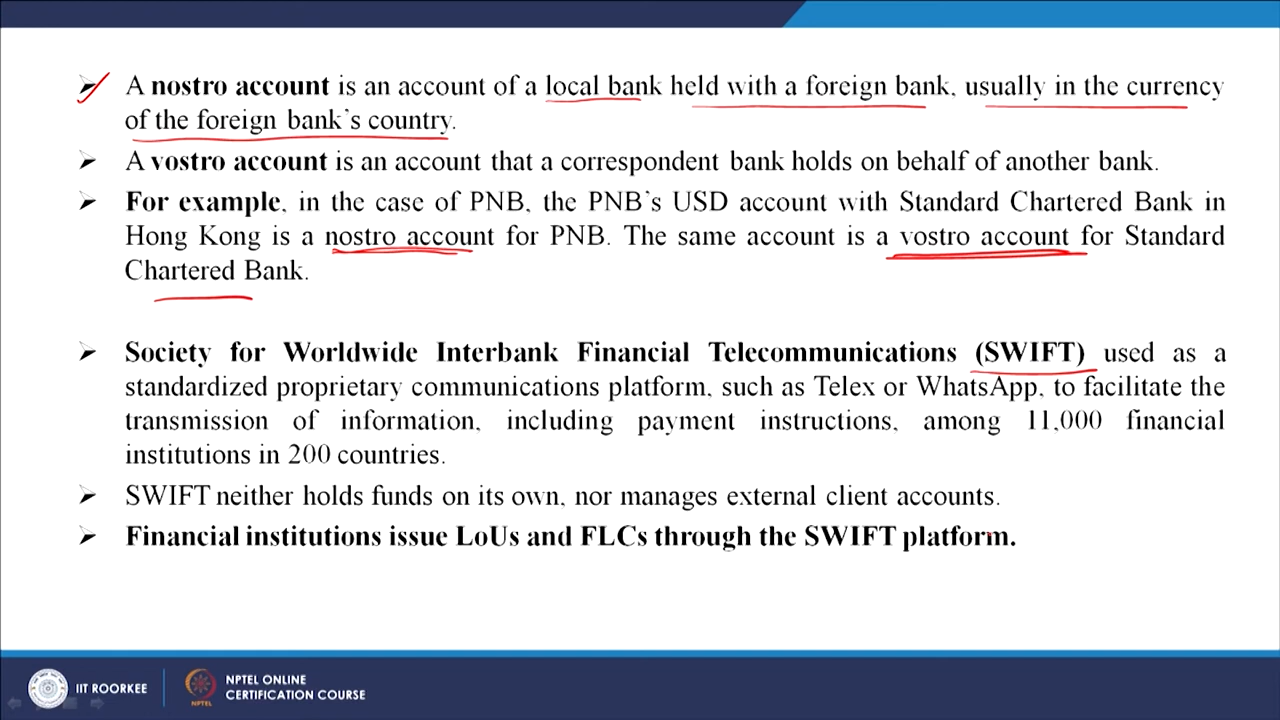 ➢ A nostro account is an account of a local bank held with a foreign bank, usually in the currency
of the foreign bank's country.
➢ A vostro account is an account that a correspondent bank holds on behalf of another bank.
➢ For example, in the case of PNB, the PNB's USD account with Standard Chartered Bank in
Hong Kong is a nostro account for PNB. The same account is a vostro account for Standard
Chartered Bank.
➢ Society for Worldwide Interbank Financial Telecommunications (SWIFT) used as a
standardized proprietary communications platform, such as Telex or WhatsApp, to facilitate the
transmission of information, including payment instructions, among 11,000 financial
institutions in 200 countries.
➢ SWIFT neither holds funds on its own, nor manages external client accounts.
➢ Financial institutions issue LoUs and FLCs through the SWIFT platform.
IIT ROORKEE
NPTEL
NPTEL ONLINE
CERTIFICATION COURSE